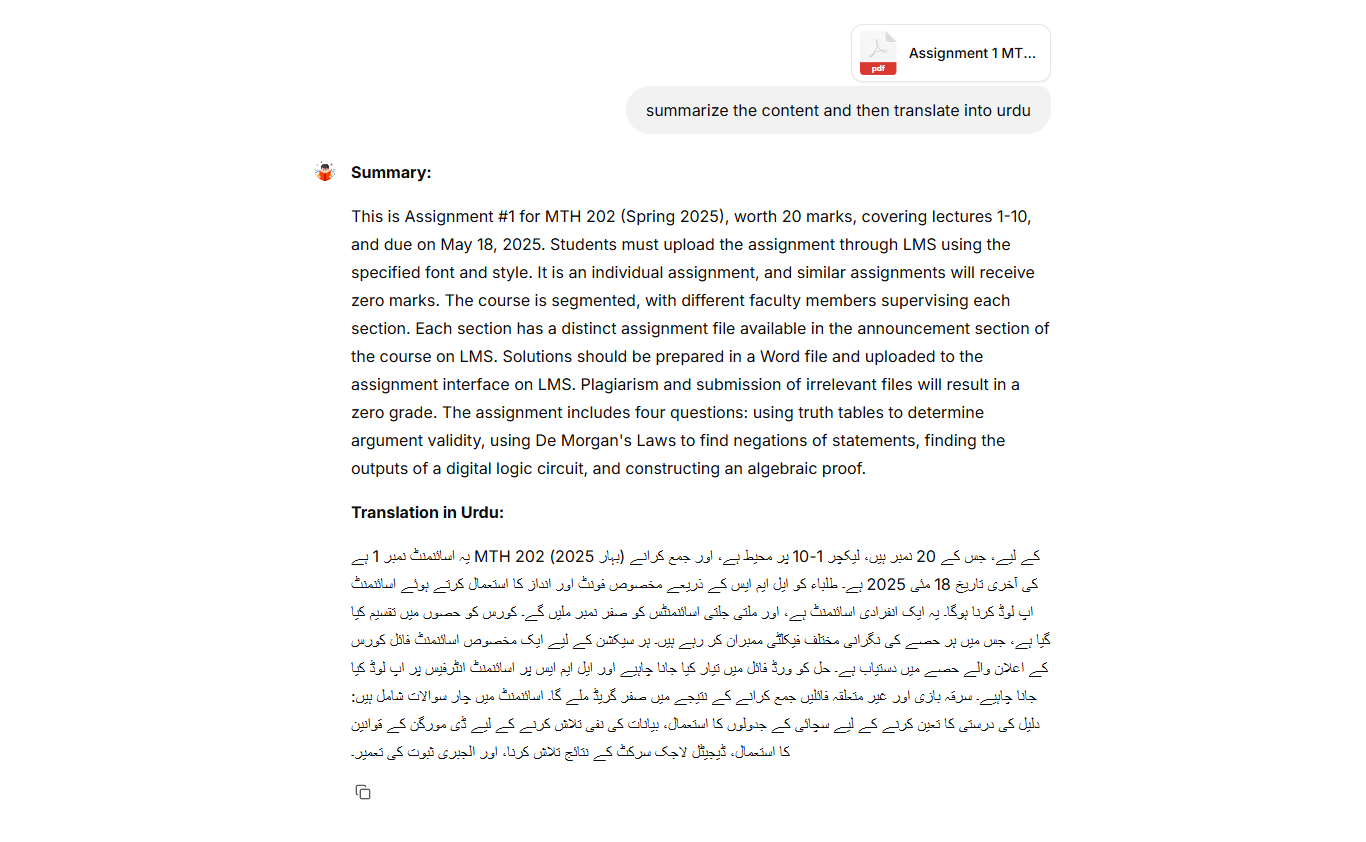 pdf
Assignment 1 MT...
summarize the content and then translate into urdu
Summary:
This is Assignment #1 for MTH 202 (Spring 2025), worth 20 marks, covering lectures 1-10,
and due on May 18, 2025. Students must upload the assignment through LMS using the
specified font and style. It is an individual assignment, and similar assignments will receive
zero marks. The course is segmented, with different faculty members supervising each
section. Each section has a distinct assignment file available in the announcement section of
the course on LMS. Solutions should be prepared in a Word file and uploaded to the
assignment interface on LMS. Plagiarism and submission of irrelevant files will result in a
zero grade. The assignment includes four questions: using truth tables to determine
argument validity, using De Morgan's Laws to find negations of statements, finding the
outputs of a digital logic circuit, and constructing an algebraic proof.
Translation in Urdu:
یہ اسائنمنٹ نمبر 1 ہے MTH 202 (بہار 2025) کے لیے، جس کے 20 نمبر ہیں، لیکچر 1-10 پر محیط ہے، اور جمع کرانے
کی آخری تاریخ 18 مئی 2025 ہے۔ طلباء کو ایل ایم ایس کے ذریعے مخصوص فونٹ اور انداز کا استعمال کرتے ہوئے اسائنمنٹ
اپ لوڈ کرنا ہوگا۔ یہ ایک انفرادی اسائنمنٹ ہے، اور ملتی جلتی اسائنمنٹس کو صفر نمبر ملیں گے۔ کورس کو حصوں میں تقسیم کیا
گیا ہے، جس میں ہر حصے کی نگرانی مختلف فیکلٹی ممبران کر رہے ہیں۔ ہر سیکشن کے لیے ایک مخصوص اسائنمنٹ فائل کورس
کے اعلان والے حصے میں دستیاب ہے۔ حل کو ورڈ فائل میں تیار کیا جانا چاہیے اور ایل ایم ایس پر اسائنمنٹ انٹرفیس پر اپ لوڈ کیا
جانا چاہیے۔ سرقہ بازی اور غیر متعلقہ فائلیں جمع کرانے کے نتیجے میں صفر گریڈ ملے گا۔ اسائنمنٹ میں چار سوالات شامل ہیں:
دلیل کی درستی کا تعین کرنے کے لیے سچائی کے جدولوں کا استعمال، بیانات کی نفی تلاش کرنے کے لیے ڈی مورگن کے قوانین
کا استعمال، ڈیجیٹل لاجک سرکٹ کے نتائج تلاش کرنا، اور الجبری ثبوت کی تعمیر۔